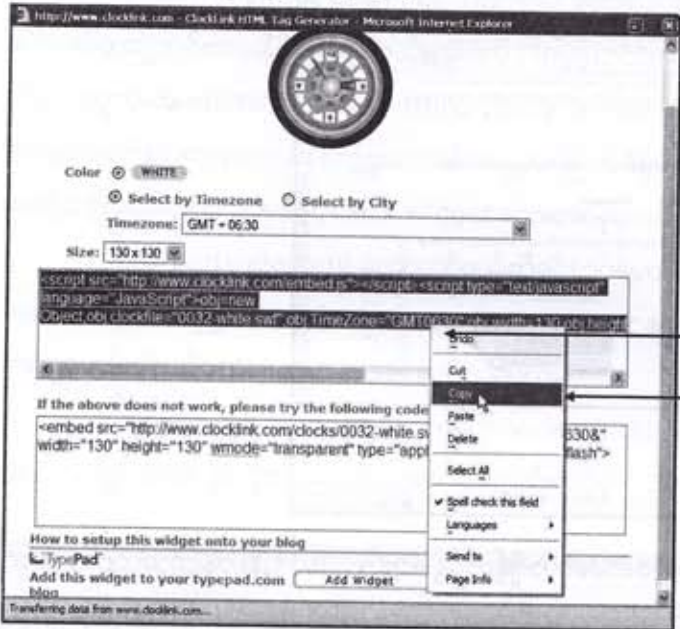 http://www.clocklink.com - ClockLink HTML Tag Generator - Microsoft Internet Explorer
Color WHITE
Select by Timezone Select by City
Timezone: GMT + 06:30
Size: 130 x 130
<script src="http://www.clocklink.com/embed.js"></script><script type="text/javascript"
language="JavaScript">obj=new
Object;obj.clockfile="0032-white.swf";obj.TimeZone="GMT0630";obj.width=130;obj.height
Undo
Cut
Copy
Paste
Delete
Select All
Spell check this field
Languages
Send to
Page Info
If the above does not work, please try the following code
<embed src="http://www.clocklink.com/clocks/0032-white.sw 630&"
width="130" height="130" wmode="transparent" type="appl flash">
How to setup this widget onto your blog
TypePad
Add this widget to your typepad.com Add Widget
blog
Transferring data from www.clocklink.com...